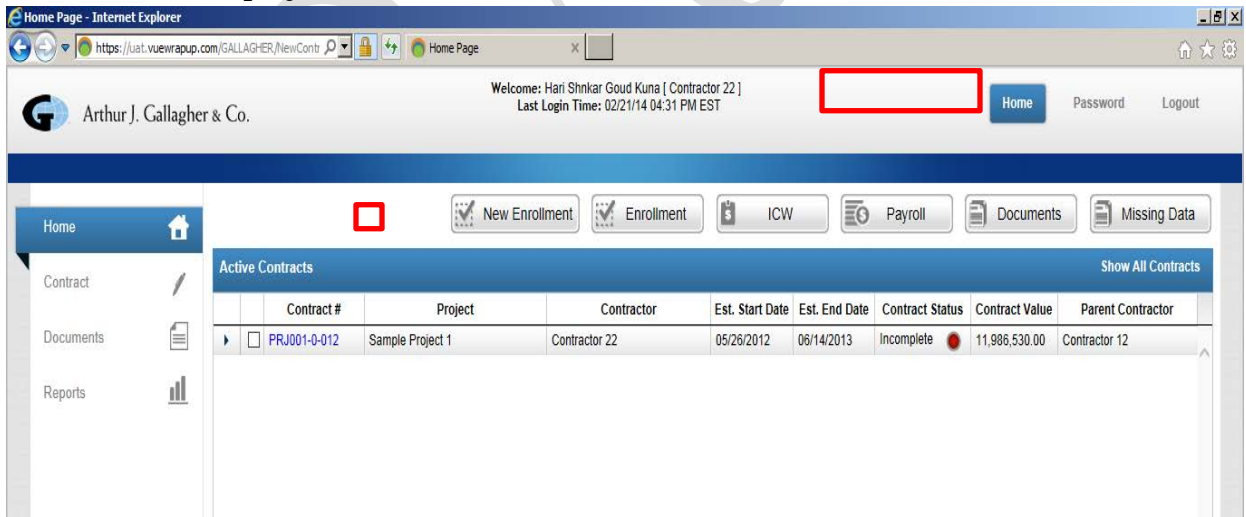 Home Page - Internet Explorer
https://uat.vuewrapup.com/GALLAGHER/NewContr
Home Page
Welcome: Hari Shnkar Goud Kuna [ Contractor 22 ]
Last Login Time: 02/21/14 04:31 PM EST
Arthur J. Gallagher & Co.
Home Password Logout
New Enrollment Enrollment ICW Payroll Documents Missing Data
Home
Contract
Documents
Reports
Active Contracts Show All Contracts
Contract # Project Contractor Est. Start Date Est. End Date Contract Status Contract Value Parent Contractor
PRJ001-0-012 Sample Project 1 Contractor 22 05/26/2012 06/14/2013 Incomplete 11,986,530.00 Contractor 12